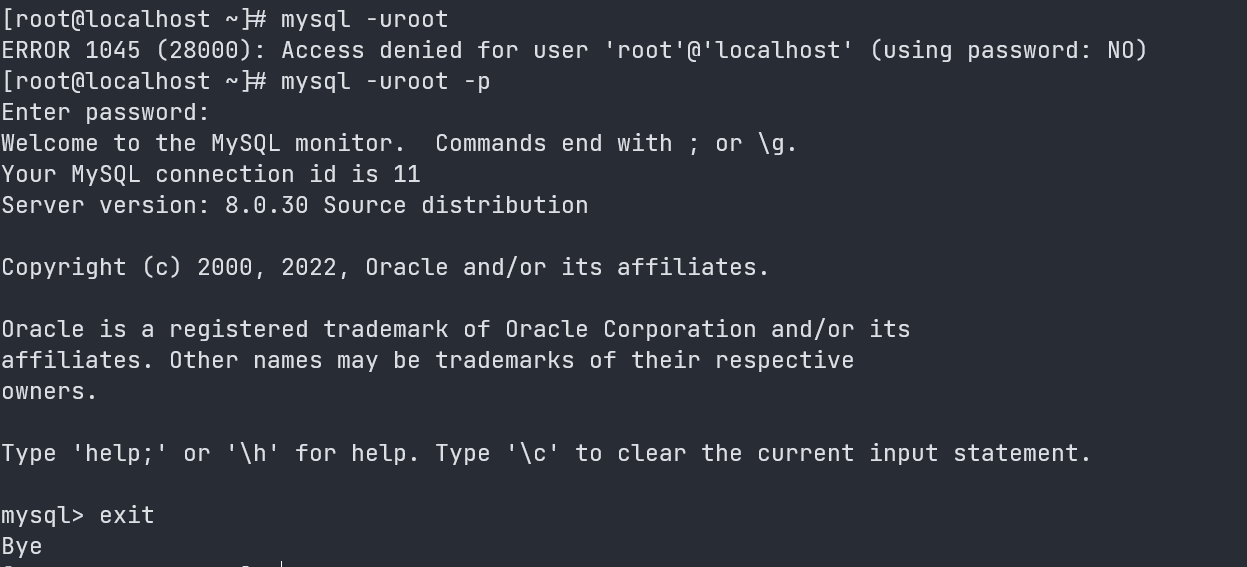 [root@localhost ~]# mysql -uroot
ERROR 1045 (28000): Access denied for user 'root'@'localhost' (using password: NO)
[root@localhost ~]# mysql -uroot -p
Enter password:
Welcome to the MySQL monitor.  Commands end with ; or \g.
Your MySQL connection id is 11
Server version: 8.0.30 Source distribution
Copyright (c) 2000, 2022, Oracle and/or its affiliates.
Oracle is a registered trademark of Oracle Corporation and/or its
affiliates. Other names may be trademarks of their respective
owners.
Type 'help;' or '\h' for help. Type '\c' to clear the current input statement.
mysql> exit
Bye